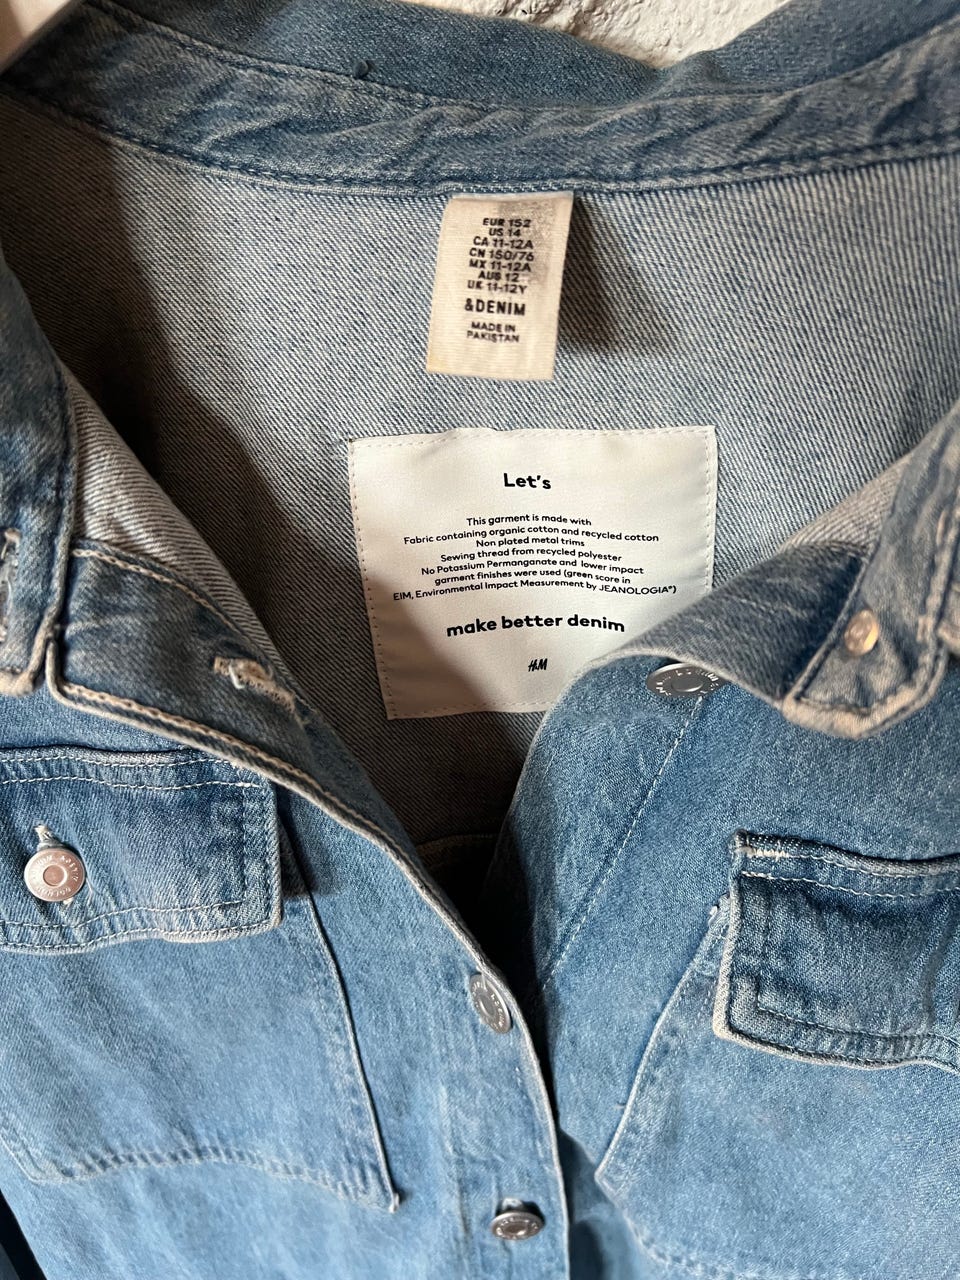 EUR 152
US 14
CA 11-12A
CN 150/76
MX 11-12A
AUS 12
UK 11-12Y
&DENIM
MADE IN
PAKISTAN
Let's
This garment is made with
Fabric containing organic cotton and recycled cotton
Non plated metal trims
Sewing thread from recycled polyester
No Potassium Permanganate and lower impact
garment finishes were used (green score in
EIM, Environmental Impact Measurement by JEANOLOGIA®)
make better denim
H&M